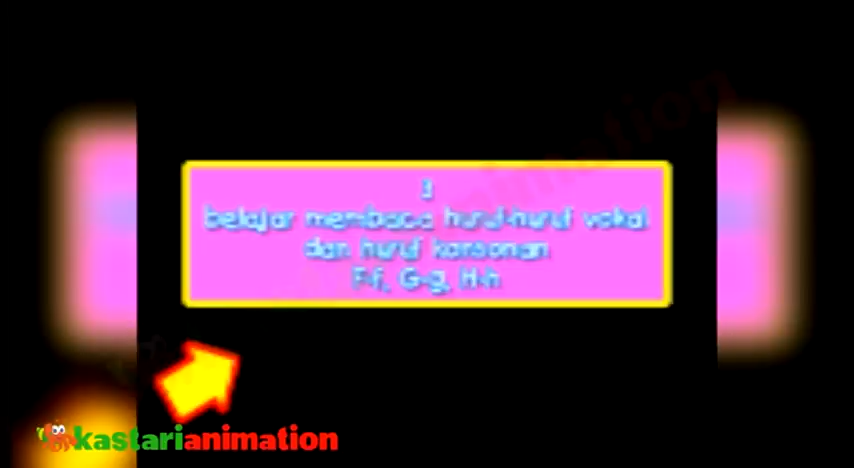 3
belajar membaca huruf-huruf vokal
dan huruf konsonan
F-f, G-g, H-h
kastarianimation